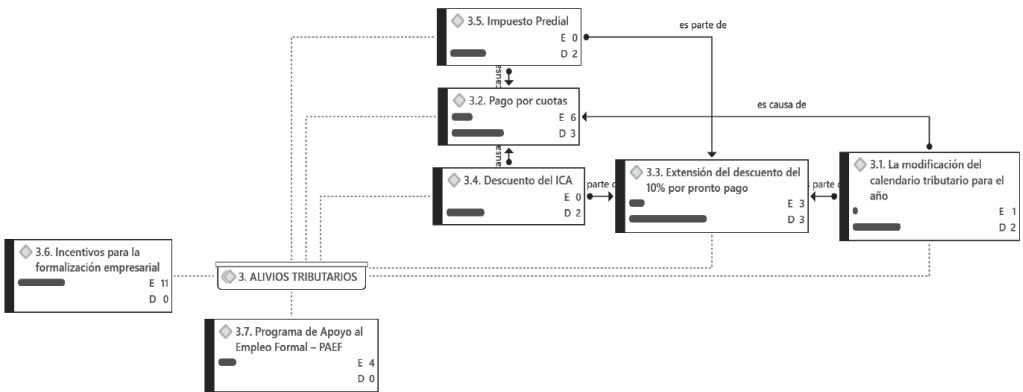 3.5. Impuesto Predial
E 0
D 2
es parte de
causa
3.2. Pago por cuotas
E 6
D 3
es causa de
causa
3.4. Descuento del ICA
E 0
D 2
parte d
3.3. Extensión del descuento del
10% por pronto pago
E 3
D 3
parte d
3.1. La modificación del
calendario tributario para el
año
E 1
D 2
3.6. Incentivos para la
formalización empresarial
E 11
D 0
3. ALIVIOS TRIBUTARIOS
3.7. Programa de Apoyo al
Empleo Formal – PAEF
E 4
D 0